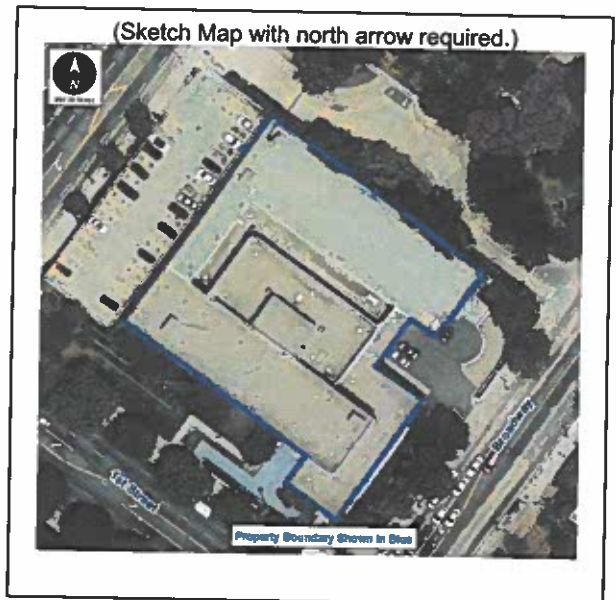 (Sketch Map with north arrow required.)
N
Broadway
1st Street
Property Boundary Shown in Blue